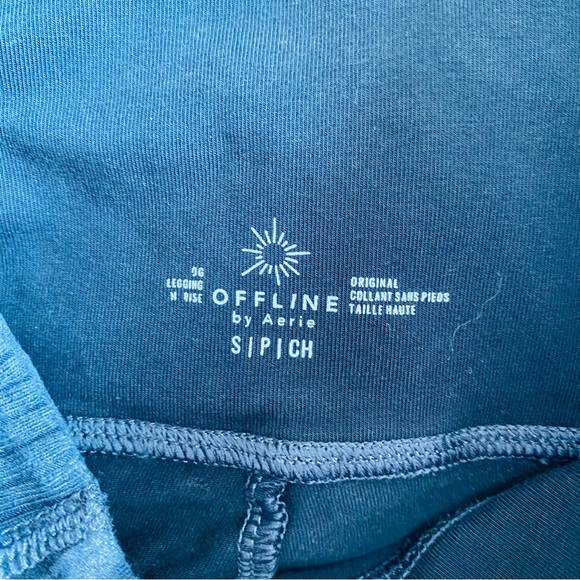 OG
LEGGING
RISE
OFFLINE
by Aerie
S|P|CH
ORIGINAL
COLLANT SANS PIEDS
TAILLE HAUTE